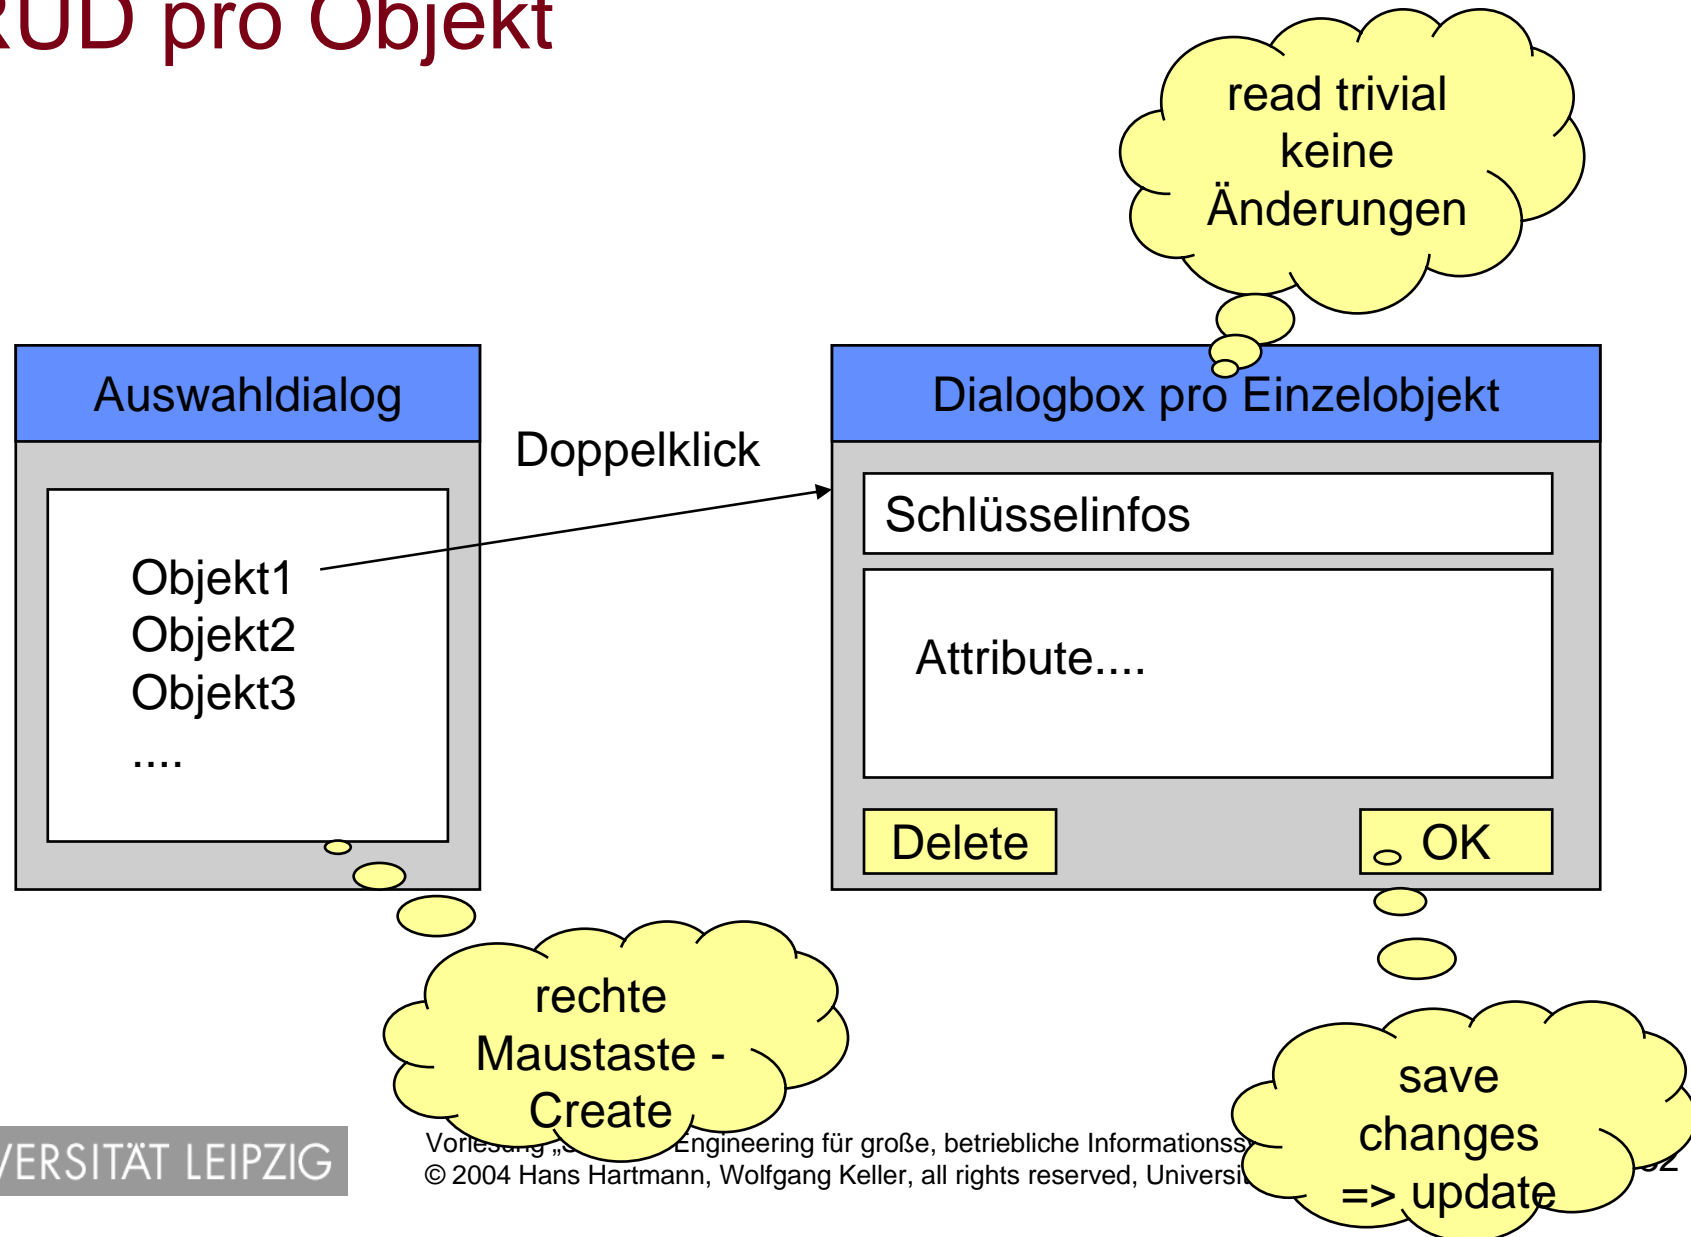 RUD pro Objekt
read trivial
keine
Änderungen
Auswahldialog
Doppelklick
Dialogbox pro Einzelobjekt
Schlüsselinfos
Objekt1
Objekt2
Objekt3
....
Attribute....
Delete
OK
rechte
Maustaste -
Create
save
changes
=> update
VERSITÄT LEIPZIG
Vorlesung Engineering für große, betriebliche
© 2004 Hans Hartmann, Wolfgang Keller, all rights reserved,